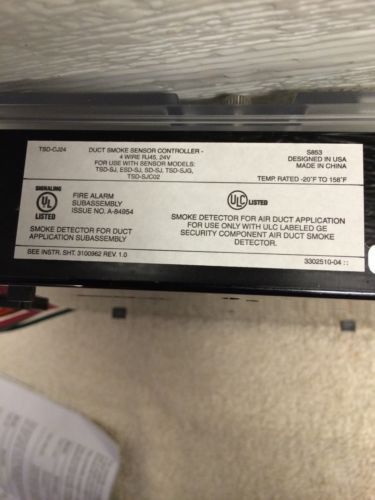 TSD-CJ24
DUCT SMOKE SENSOR CONTROLLER -
4 WIRE RJ45, 24V
FOR USE WITH SENSOR MODELS:
TSD-SJ, ESD-SJ, SD-SJ, TSD-SJG,
TSD-SJC02
S853
DESIGNED IN USA
MADE IN CHINA
TEMP. RATED -20°F TO 158°F
SIGNALING
UL
LISTED
FIRE ALARM
SUBASSEMBLY
ISSUE NO. A-84954
SMOKE DETECTOR FOR DUCT
APPLICATION SUBASSEMBLY
ULC LISTED
SMOKE DETECTOR FOR AIR DUCT APPLICATION
FOR USE ONLY WITH ULC LABELED GE
SECURITY COMPONENT AIR DUCT SMOKE
DETECTOR.
SEE INSTR. SHT. 3100962 REV. 1.0
3302510-04 ::